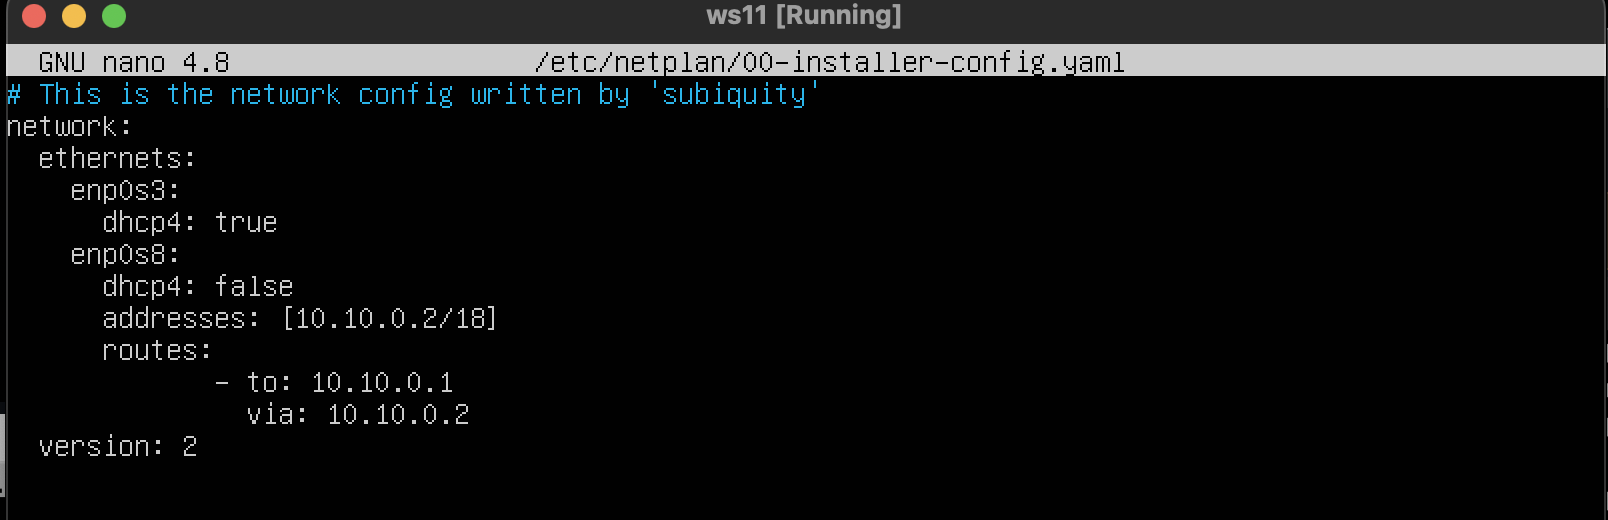 ws11 [Running]
GNU nano 4.8 /etc/netplan/00-installer-config.yaml
# This is the network config written by 'subiquity'
network:
  ethernets:
    enp0s3:
      dhcp4: true
    enp0s8:
      dhcp4: false
      addresses: [10.10.0.2/18]
      routes:
             - to: 10.10.0.1
               via: 10.10.0.2
  version: 2